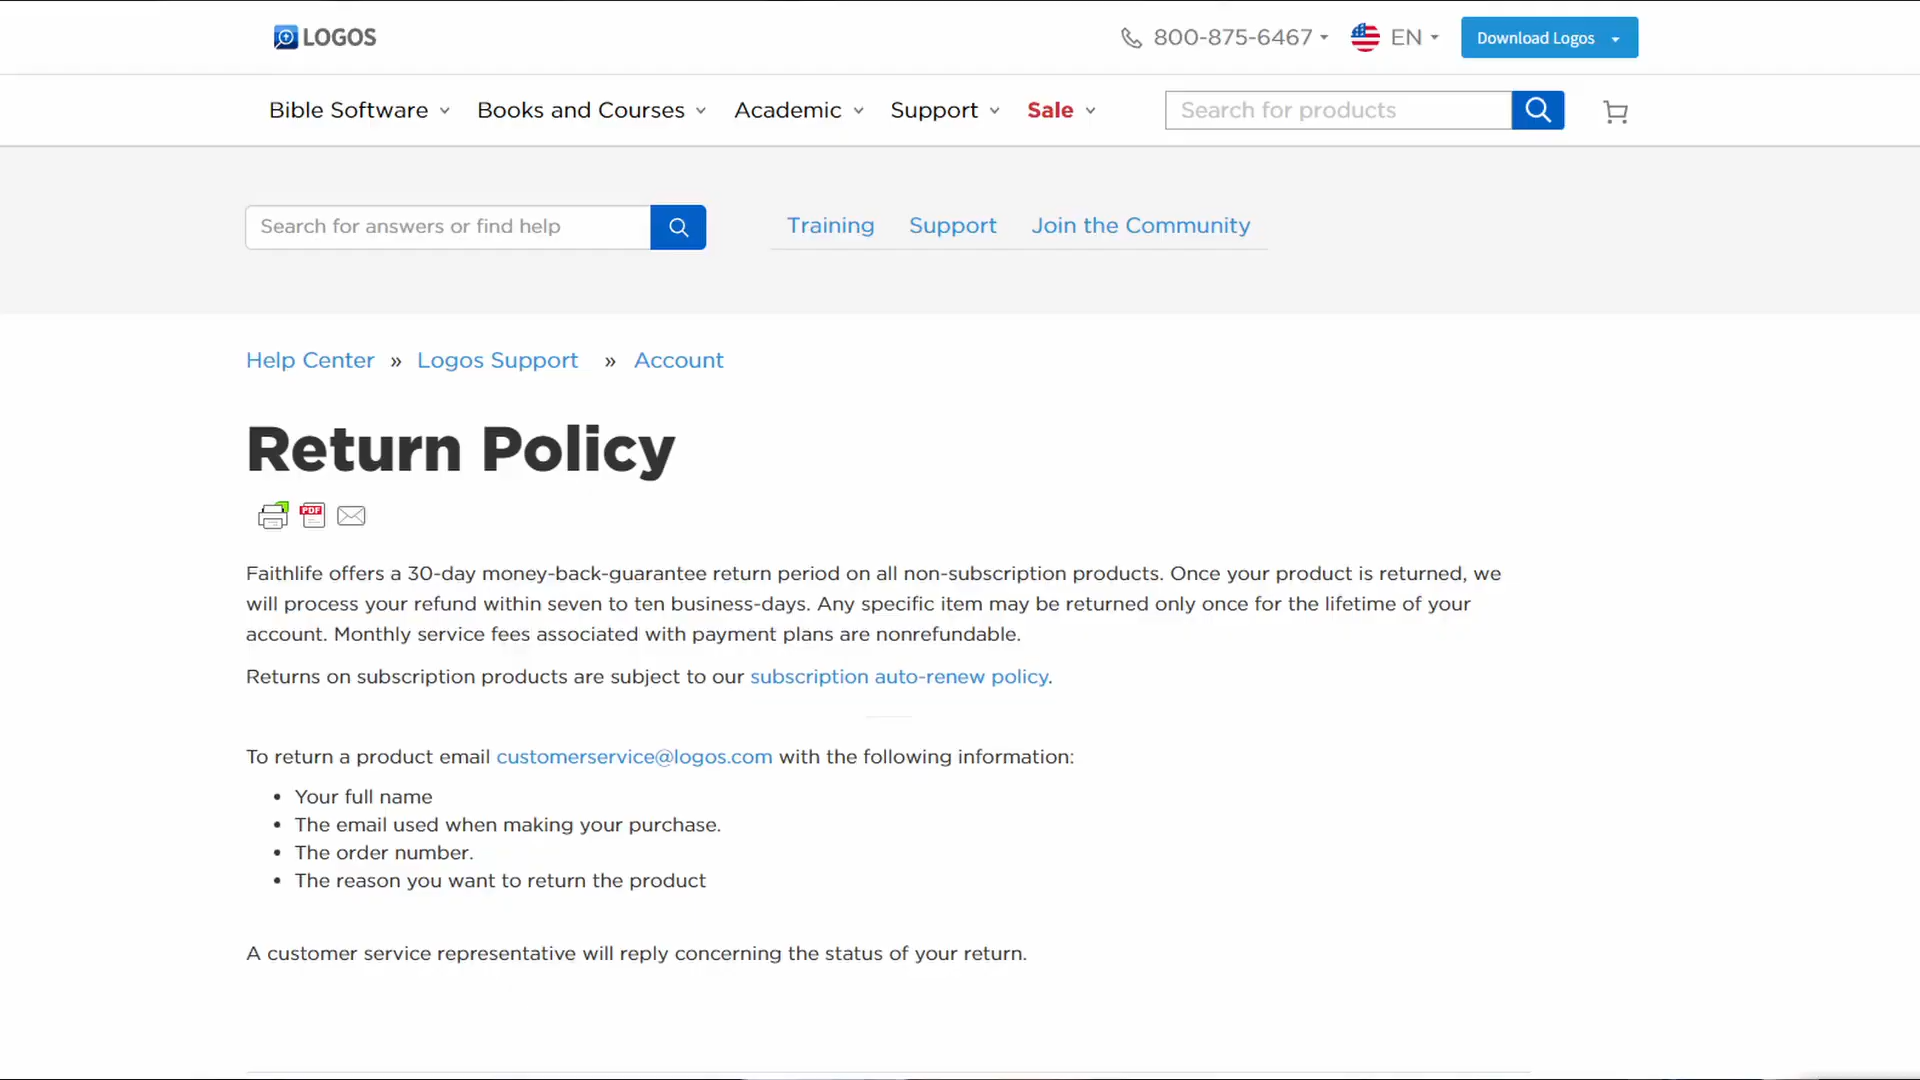 LOGOS
800-875-6467 EN Download Logos
Bible Software Books and Courses Academic Support Sale Search for products
Search for answers or find help Training Support Join the Community
Help Center » Logos Support » Account
Return Policy
PDF
Faithlife offers a 30-day money-back-guarantee return period on all non-subscription products. Once your product is returned, we
will process your refund within seven to ten business-days. Any specific item may be returned only once for the lifetime of your
account. Monthly service fees associated with payment plans are nonrefundable.
Returns on subscription products are subject to our subscription auto-renew policy.
To return a product email customerservice@logos.com with the following information:
• Your full name
• The email used when making your purchase.
• The order number.
• The reason you want to return the product
A customer service representative will reply concerning the status of your return.